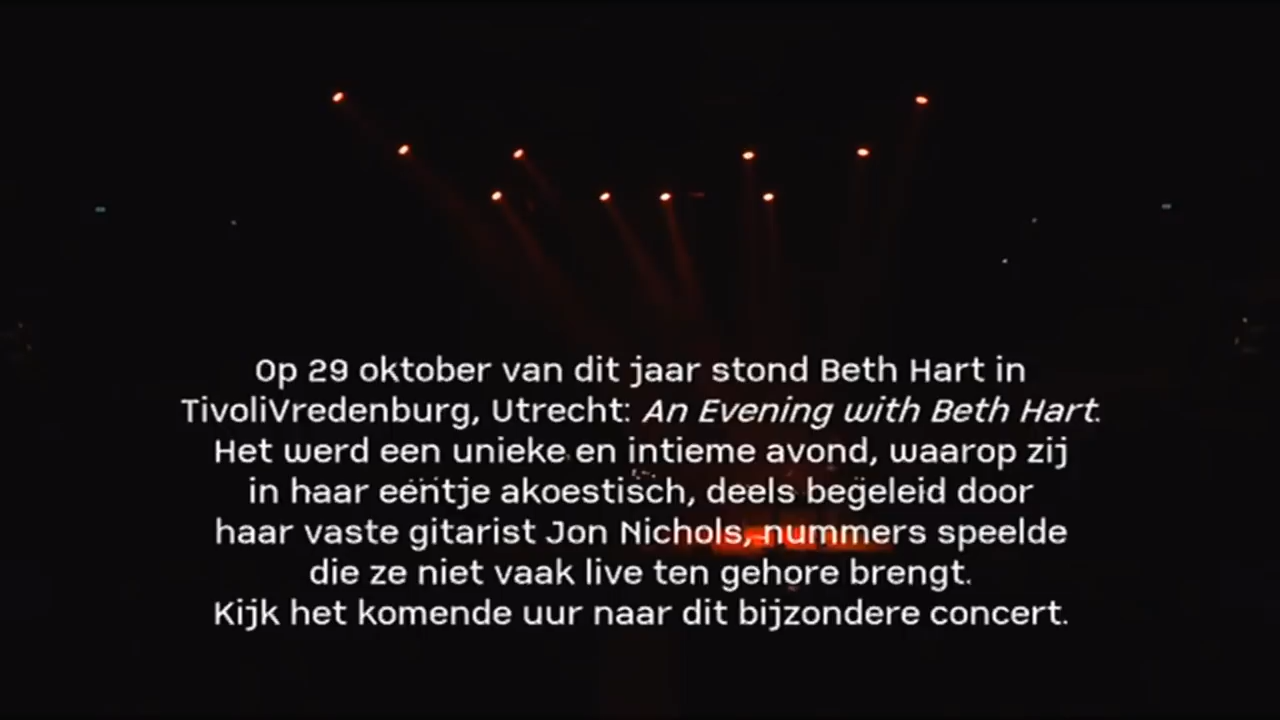 Op 29 oktober van dit jaar stond Beth Hart in
TivoliVredenburg, Utrecht: An Evening with Beth Hart.
Het werd een unieke en intieme avond, waarop zij
in haar eentje akoestisch, deels begeleid door
haar vaste gitarist Jon Nichols, nummers speelde
die ze niet vaak live ten gehore brengt.
Kijk het komende uur naar dit bijzondere concert.